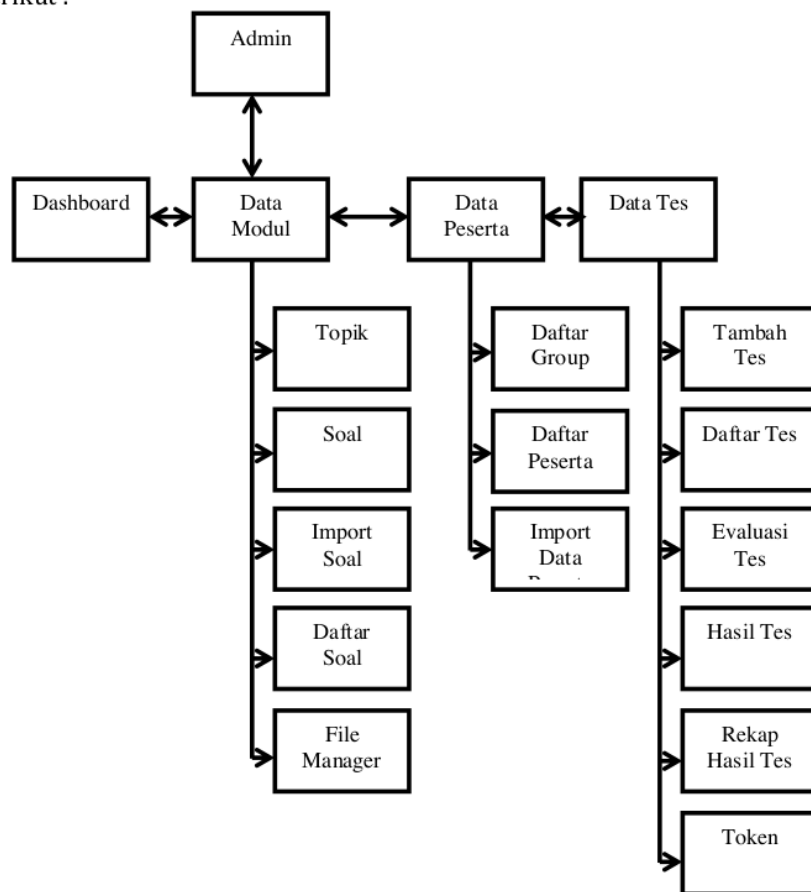 Admin
Dashboard
Data
Modul
Data
Peserta
Data Tes
Topik
Soal
Import
Soal
Daftar
Soal
File
Manager
Daftar
Group
Daftar
Peserta
Import
Data
Tambah
Tes
Daftar Tes
Evaluasi
Tes
Hasil Tes
Rekap
Hasil Tes
Token